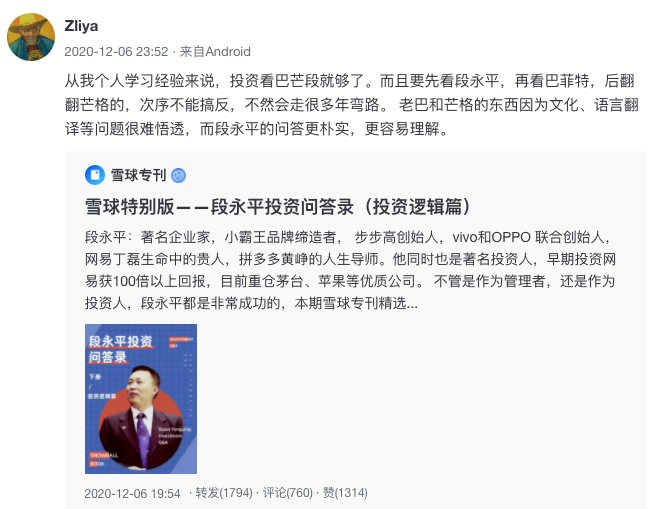 Zliya
2020-12-06 23:52 · 来自Android
从我个人学习经验来说，投资看巴芒段就够了。而且要先看段永平，再看巴菲特，后翻
翻芒格的，次序不能搞反，不然会走很多年弯路。 老巴和芒格的东西因为文化、语言翻
译等问题很难悟透，而段永平的问答更朴实，更容易理解。
雪球专刊
雪球特别版——段永平投资问答录（投资逻辑篇）
段永平：著名企业家，小霸王品牌缔造者， 步步高创始人，vivo和OPPO 联合创始人，
网易丁磊生命中的贵人，拼多多黄峥的人生导师。他同时也是著名投资人，早期投资网
易获100倍以上回报，目前重仓茅台、苹果等优质公司。 不管是作为管理者，还是作为
投资人，段永平都是非常成功的，本期雪球专刊精选...
段永平投资
问答录
INVESTMENT
Q&A
下册
/
投资逻辑篇
Duan Yongping
Investment
Q&A
SNOWBALL
BOOK
2020-12-06 19:54 · 转发(1794) · 评论(760) · 赞(1314)